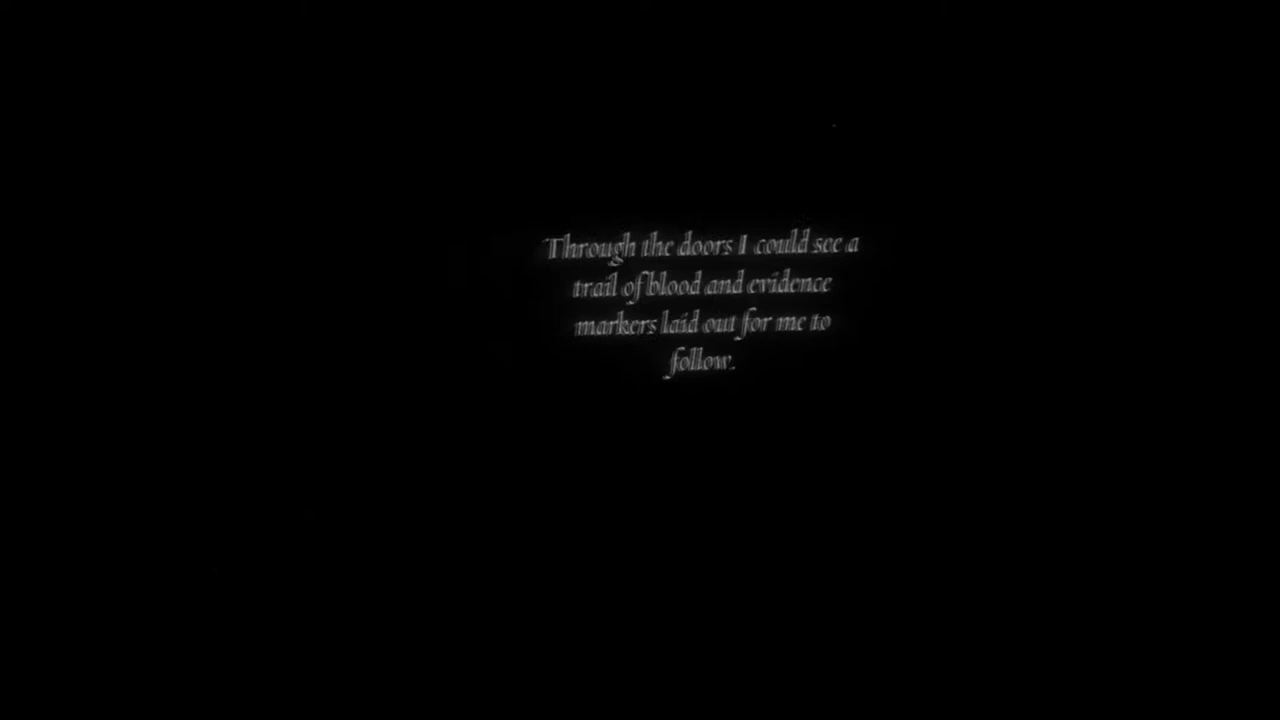 Through the doors I could see a
trail of blood and evidence
markers laid out for me to
follow.